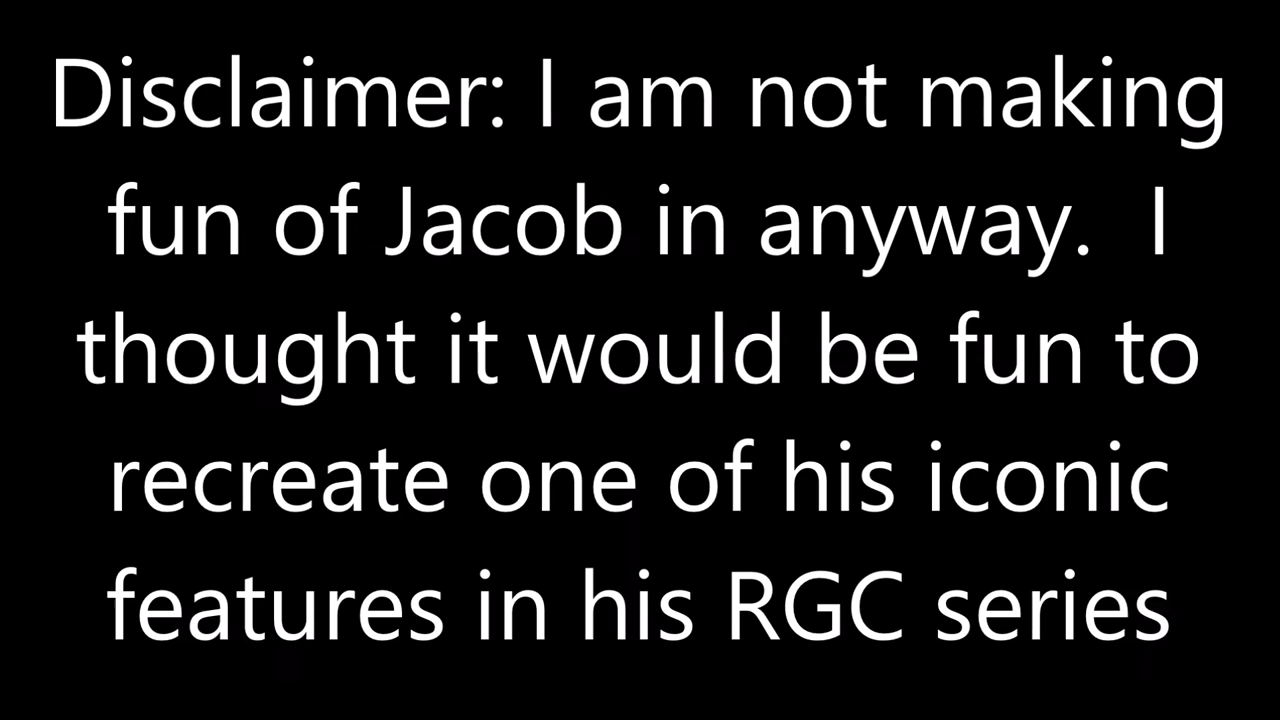 Disclaimer: I am not making
fun of Jacob in anyway.  I
thought it would be fun to
recreate one of his iconic
features in his RGC series